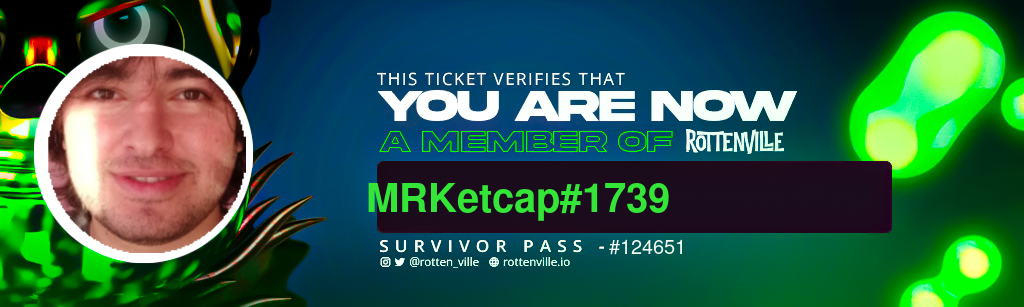 THIS TICKET VERIFIES THAT
YOU ARE NOW
A MEMBER OF ROTTENVILLE
MRKetcap#1739
SURVIVOR PASS - #124651
@rotten_ville rottenville.io